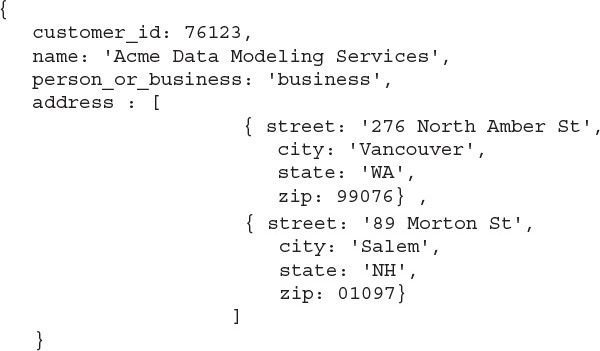 {
customer_id: 76123,
name: 'Acme Data Modeling Services',
person_or_business: 'business',
address : [
{ street: '276 North Amber St',
city: 'Vancouver',
state: 'WA',
zip: 99076} ,
{ street: '89 Morton St',
city: 'Salem',
state: 'NH',
zip: 01097}
]
}